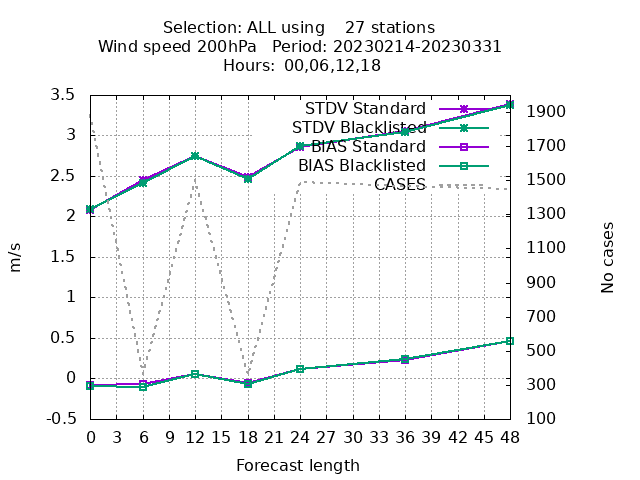 Selection: ALL using    27 stations
Wind speed 200hPa   Period: 20230214-20230331
Hours:  00,06,12,18
3.5
3
2.5
2
1.5
1
0.5
0
-0.5
m/s
STDV Standard
STDV Blacklisted
BIAS Standard
BIAS Blacklisted
CASES
1900
1700
1500
1300
1100
900
700
500
300
100
No cases
0 3 6 9 12 15 18 21 24 27 30 33 36 39 42 45 48
Forecast length